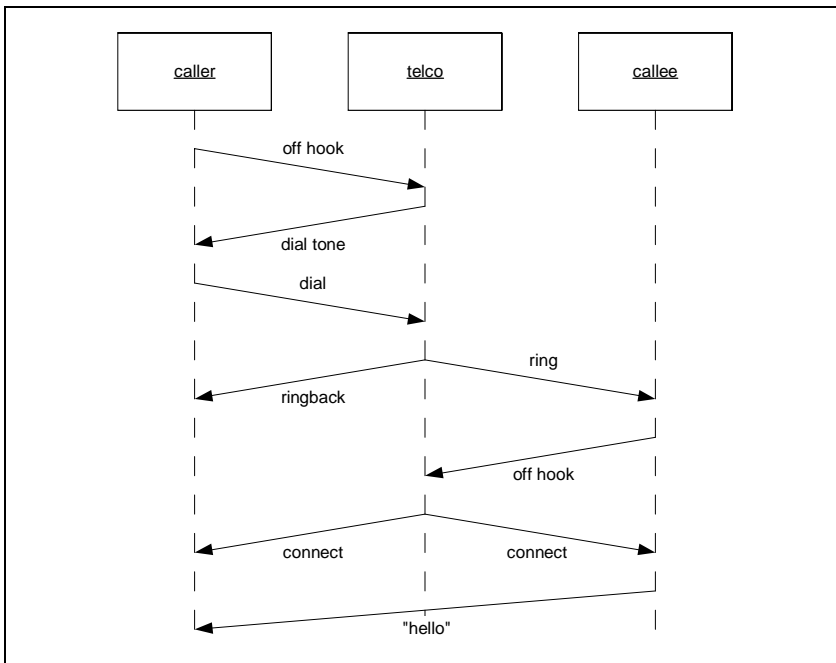 caller
telco
callee
off hook
dial tone
dial
ring
ringback
off hook
connect
connect
"hello"